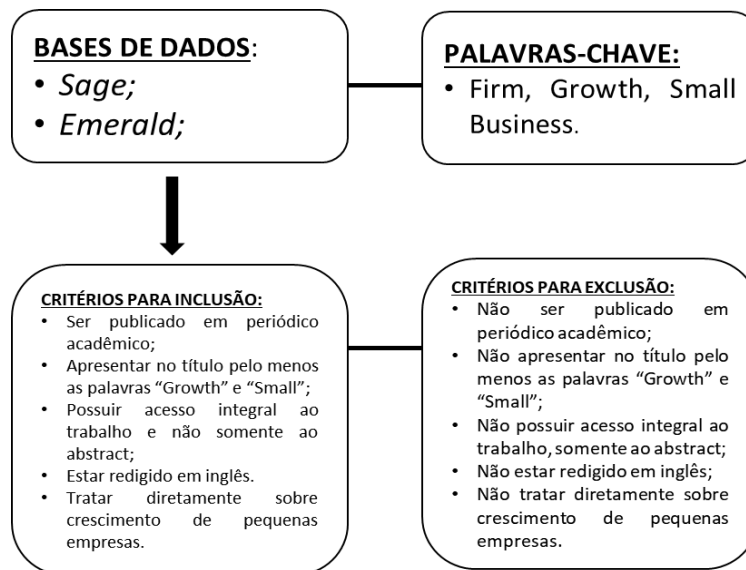 BASES DE DADOS:
• Sage;
• Emerald;
PALAVRAS-CHAVE:
• Firm, Growth, Small
Business.
CRITÉRIOS PARA INCLUSÃO:
• Ser publicado em periódico
acadêmico;
• Apresentar no título pelo menos
as palavras “Growth” e “Small”;
• Possuir acesso integral ao
trabalho e não somente ao
abstract;
• Estar redigido em inglês.
• Tratar diretamente sobre
crescimento de pequenas
empresas.
CRITÉRIOS PARA EXCLUSÃO:
• Não ser publicado em
periódico acadêmico;
• Não apresentar no título pelo
menos as palavras “Growth” e
“Small”;
• Não possuir acesso integral ao
trabalho, somente ao abstract;
• Não estar redigido em inglês;
• Não tratar diretamente sobre
crescimento de pequenas
empresas.